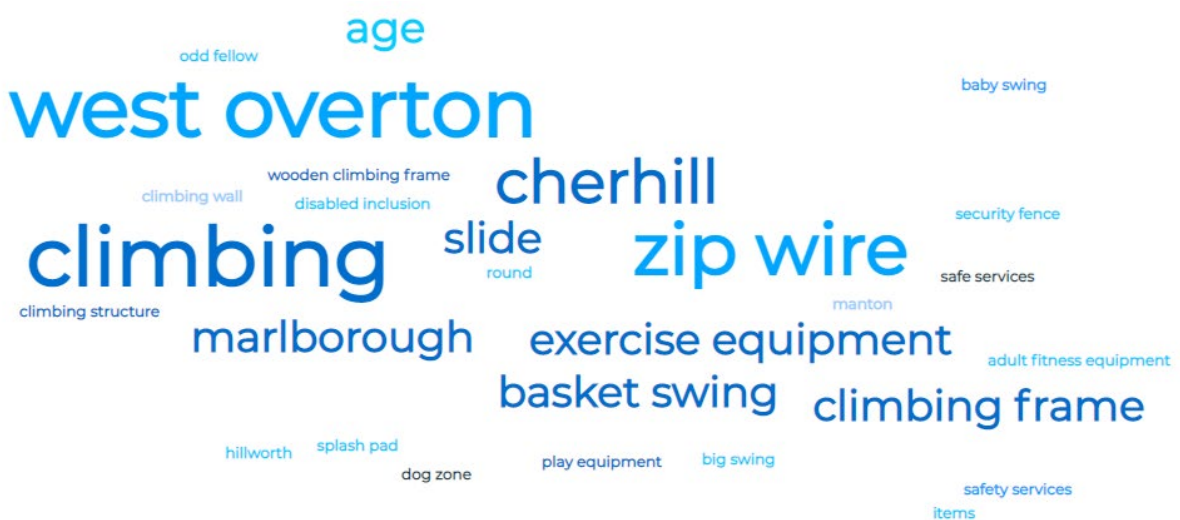 age
odd fellow
west overton
baby swing
wooden climbing frame
cherhill
climbing wall
disabled inclusion
security fence
climbing
slide
zip wire
round
safe services
climbing structure
manton
marlborough
exercise equipment
adult fitness equipment
basket swing
climbing frame
hillworth
splash pad
dog zone
play equipment
big swing
safety services
items